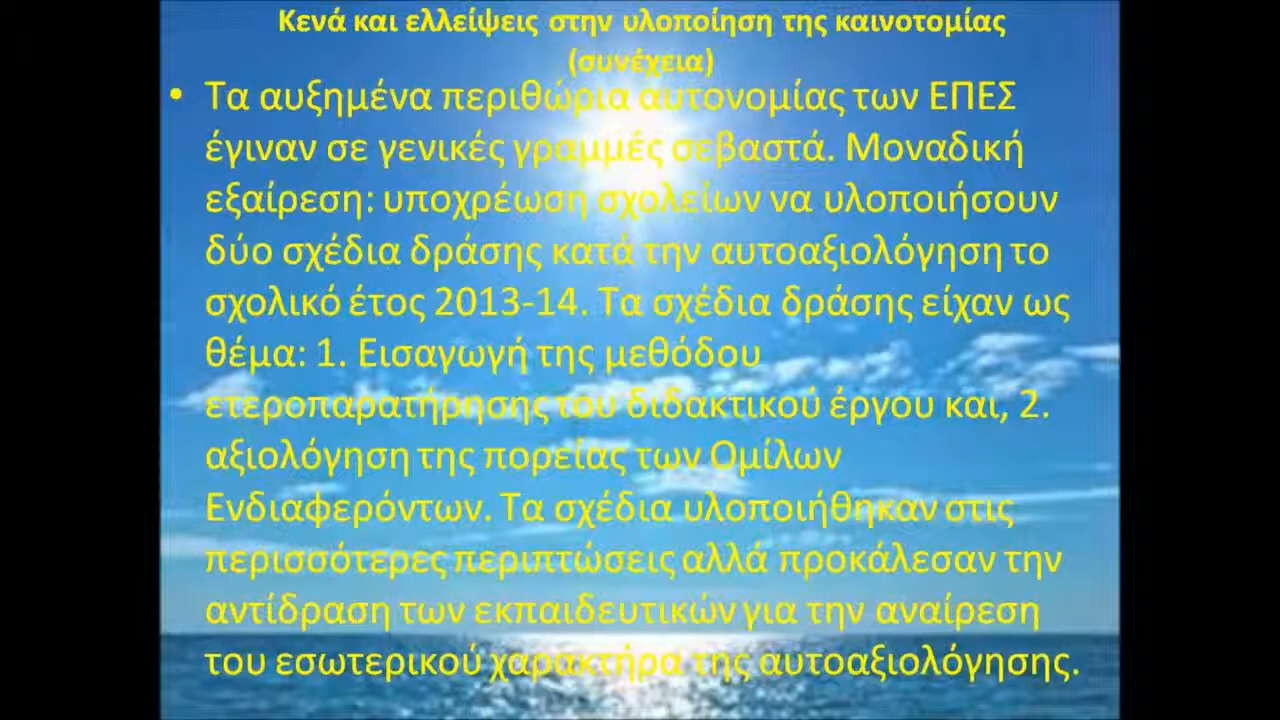 Κενά και ελλείψεις στην υλοποίηση της καινοτομίας
(συνέχεια)
• Τα αυξημένα περιθώρια αυτονομίας των ΕΠΕΣ
έγιναν σε γενικές γραμμές σεβαστά. Μοναδική
εξαίρεση: υποχρέωση σχολείων να υλοποιήσουν
δύο σχέδια δράσης κατά την αυτοαξιολόγηση το
σχολικό έτος 2013-14. Τα σχέδια δράσης είχαν ως
θέμα: 1. Εισαγωγή της μεθόδου
ετεροπαρατήρησης του διδακτικού έργου και, 2.
αξιολόγηση της πορείας των Ομίλων
Ενδιαφερόντων. Τα σχέδια υλοποιήθηκαν στις
περισσότερες περιπτώσεις αλλά προκάλεσαν την
αντίδραση των εκπαιδευτικών για την αναίρεση
του εσωτερικού χαρακτήρα της αυτοαξιολόγησης.